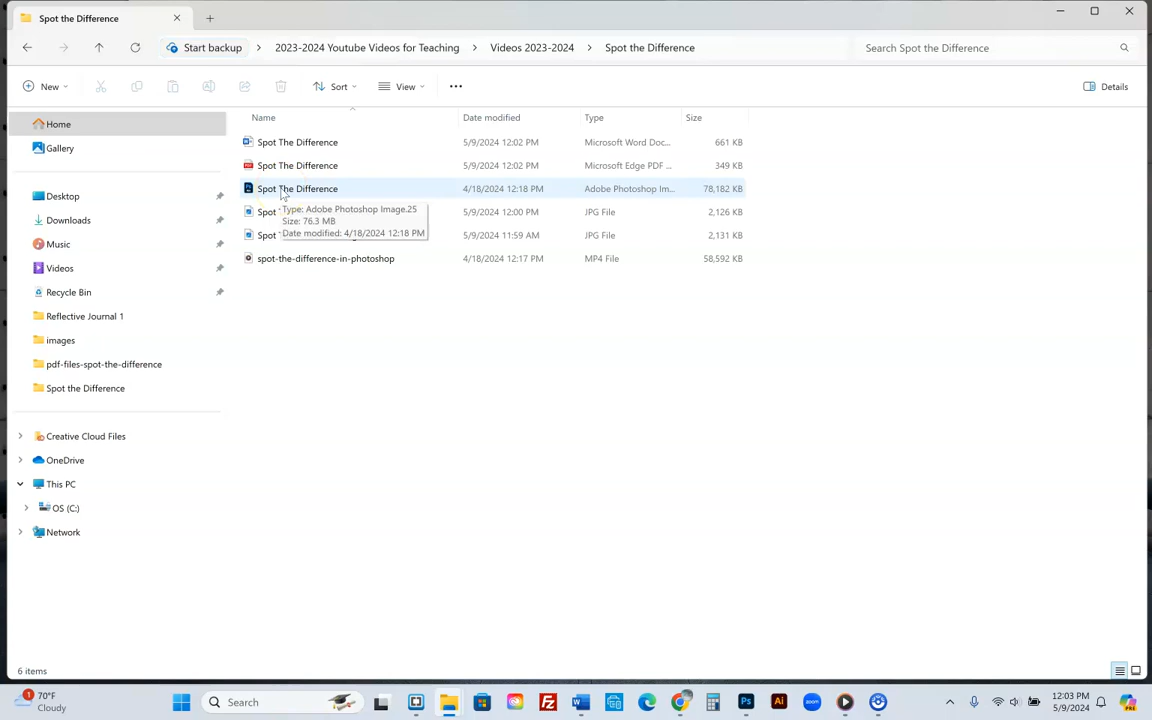 Spot the Difference
Start backup > 2023-2024 Youtube Videos for Teaching > Videos 2023-2024 > Spot the Difference
Search Spot the Difference
New
Sort
View
Details
Name Date modified Type Size
Spot The Difference 5/9/2024 12:02 PM Microsoft Word Doc... 661 KB
Spot The Difference 5/9/2024 12:02 PM Microsoft Edge PDF ... 349 KB
Spot The Difference 4/18/2024 12:18 PM Adobe Photoshop Im... 78,182 KB
Spot 5/9/2024 12:00 PM JPG File 2,126 KB
Spot 5/9/2024 11:59 AM JPG File 2,131 KB
spot-the-difference-in-photoshop 4/18/2024 12:17 PM MP4 File 58,592 KB
Type: Adobe Photoshop Image.25
Size: 76.3 MB
Date modified: 4/18/2024 12:18 PM
Home
Gallery
Desktop
Downloads
Music
Videos
Recycle Bin
Reflective Journal 1
images
pdf-files-spot-the-difference
Spot the Difference
Creative Cloud Files
OneDrive
This PC
OS (C:)
Network
6 items
1
70°F
Cloudy
Search
Ps
Ai
zoom
12:03 PM
5/9/2024
PRE